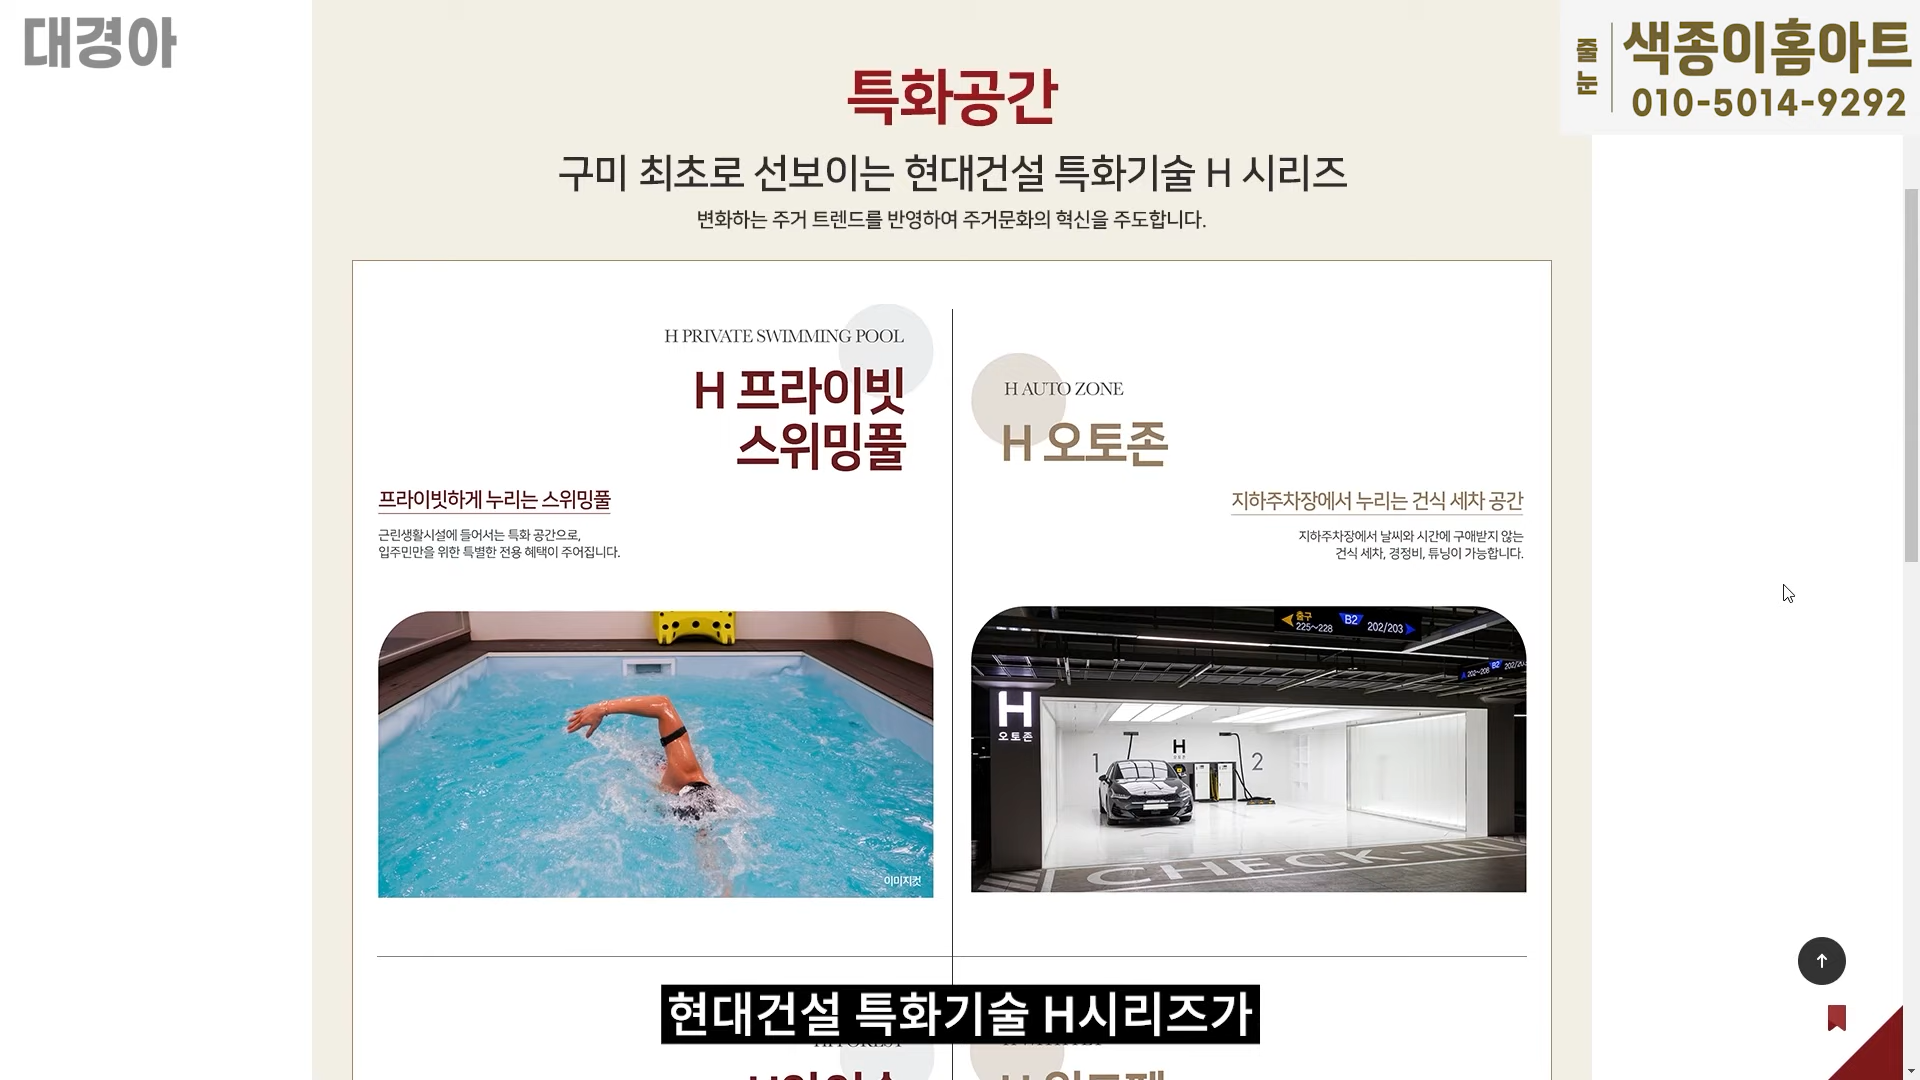 대경아
줄눈
색종이홈아트
010-5014-9292
특화공간
구미 최초로 선보이는 현대건설 특화기술 H 시리즈
변화하는 주거 트렌드를 반영하여 주거문화의 혁신을 주도합니다.
H PRIVATE SWIMMING POOL
H 프라이빗
스위밍풀
프라이빗하게 누리는 스위밍풀
근린생활시설에 들어서는 특화 공간으로,
입주민만을 위한 특별한 전용 혜택이 주어집니다.
이미지컷
H AUTO ZONE
H 오토존
지하주차장에서 누리는 건식 세차 공간
지하주차장에서 날씨와 시간에 구애받지 않는
건식 세차, 경정비, 튜닝이 가능합니다.
출구
225~228
B2
202/203
H
오토존
1
H
2
CHECK-IN
현대건설 특화기술 H시리즈가